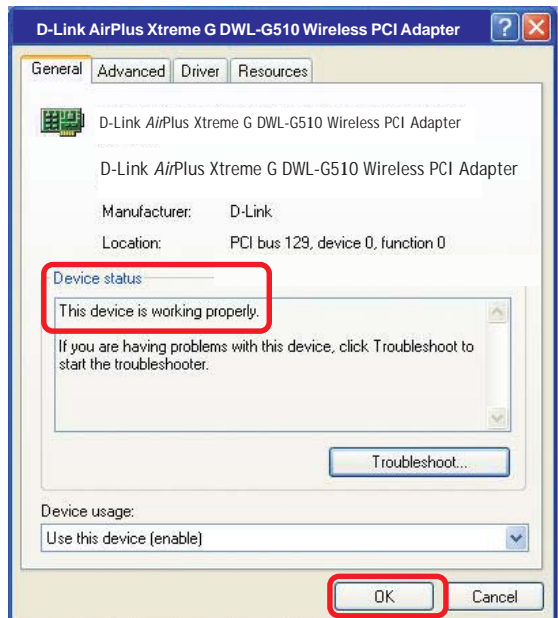 D-Link AirPlus Xtreme G DWL-G510 Wireless PCI Adapter
General Advanced Driver Resources
D-Link AirPlus Xtreme G DWL-G510 Wireless PCI Adapter
D-Link AirPlus Xtreme G DWL-G510 Wireless PCI Adapter
Manufacturer: D-Link
Location: PCI bus 129, device 0, function 0
Device status
This device is working properly.
If you are having problems with this device, click Troubleshoot to
start the troubleshooter.
Troubleshoot...
Device usage:
Use this device (enable)
OK Cancel